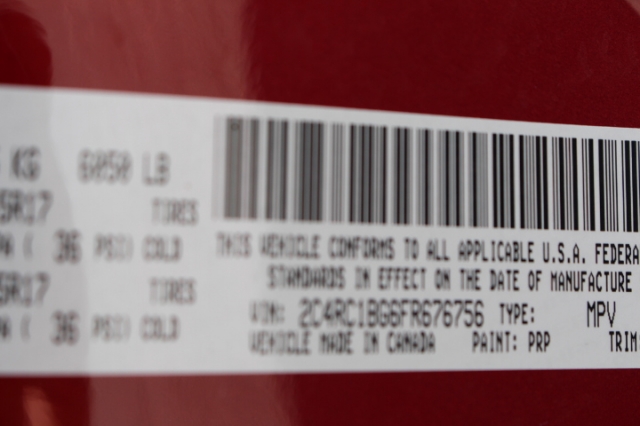 KG 6050 LB
5R17 TIRES
( 36 PSI) COLD
5R17 TIRES
( 36 PSI) COLD
THIS VEHICLE CONFORMS TO ALL APPLICABLE U.S.A. FEDERA
STANDARDS IN EFFECT ON THE DATE OF MANUFACTURE
VIN: 2C4RC1BG6FR676756 TYPE: MPV
VEHICLE MADE IN CANADA PAINT: PRP TRIM: